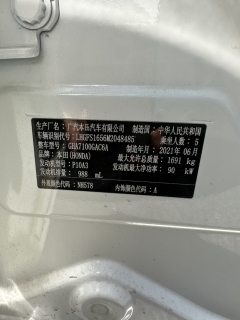 生产厂名: 广汽本田汽车有限公司 制造国: 中华人民共和国
车辆识别代号: LHGFS1656M2048485 乘坐人数: 5
整车型号: GHA7100GAC6A 制造年月: 2021年06月
品牌: 本田(HONDA) 最大允许总质量: 1691 kg
发动机型号: P10A3 发动机最大净功率: 90 kW
发动机排量: 988 mL
外观颜色代码: NH578 内饰颜色代码: A